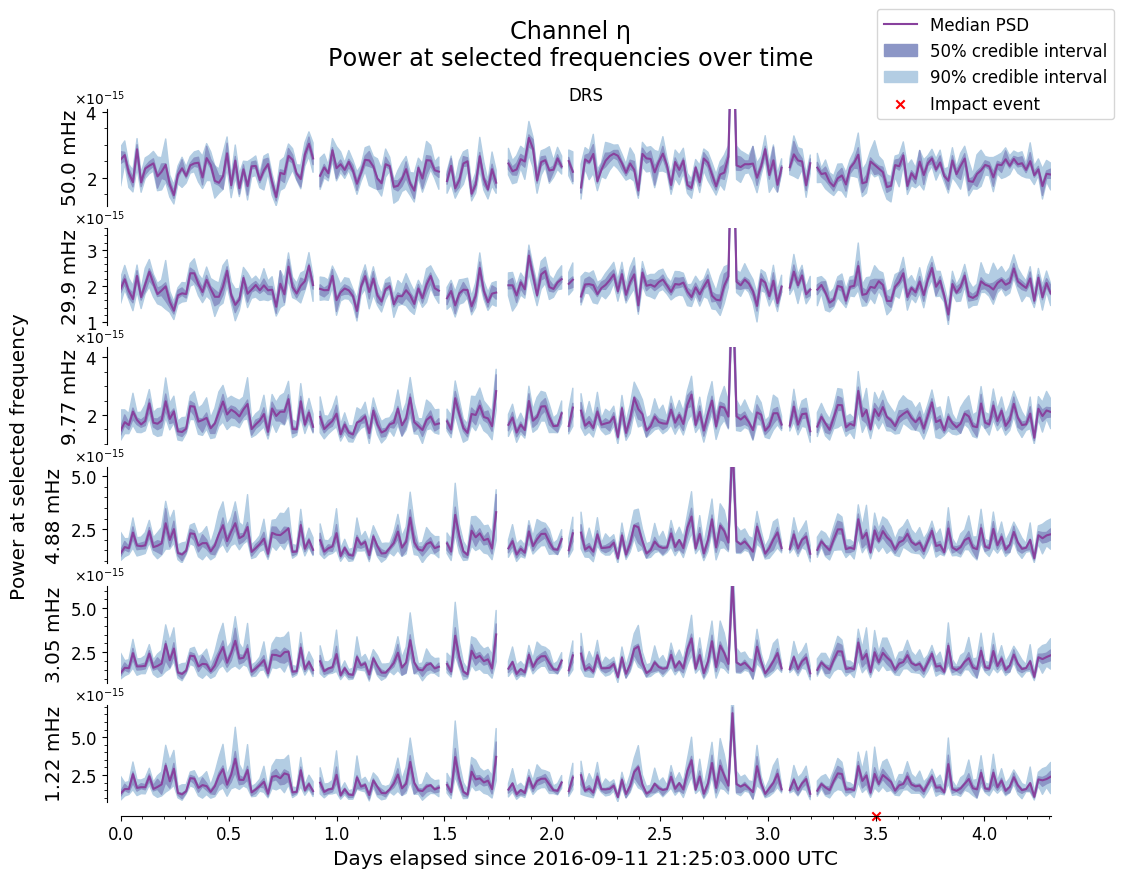 Channel η
Power at selected frequencies over time
Median PSD
50% credible interval
90% credible interval
Impact event
DRS
Power at selected frequency
×10⁻¹⁵
50.0 mHz
4
2
×10⁻¹⁵
29.9 mHz
3
2
1
×10⁻¹⁵
9.77 mHz
4
2
×10⁻¹⁵
4.88 mHz
5.0
2.5
×10⁻¹⁵
3.05 mHz
5.0
2.5
×10⁻¹⁵
1.22 mHz
5.0
2.5
0.0 0.5 1.0 1.5 2.0 2.5 3.0 3.5 4.0
Days elapsed since 2016-09-11 21:25:03.000 UTC